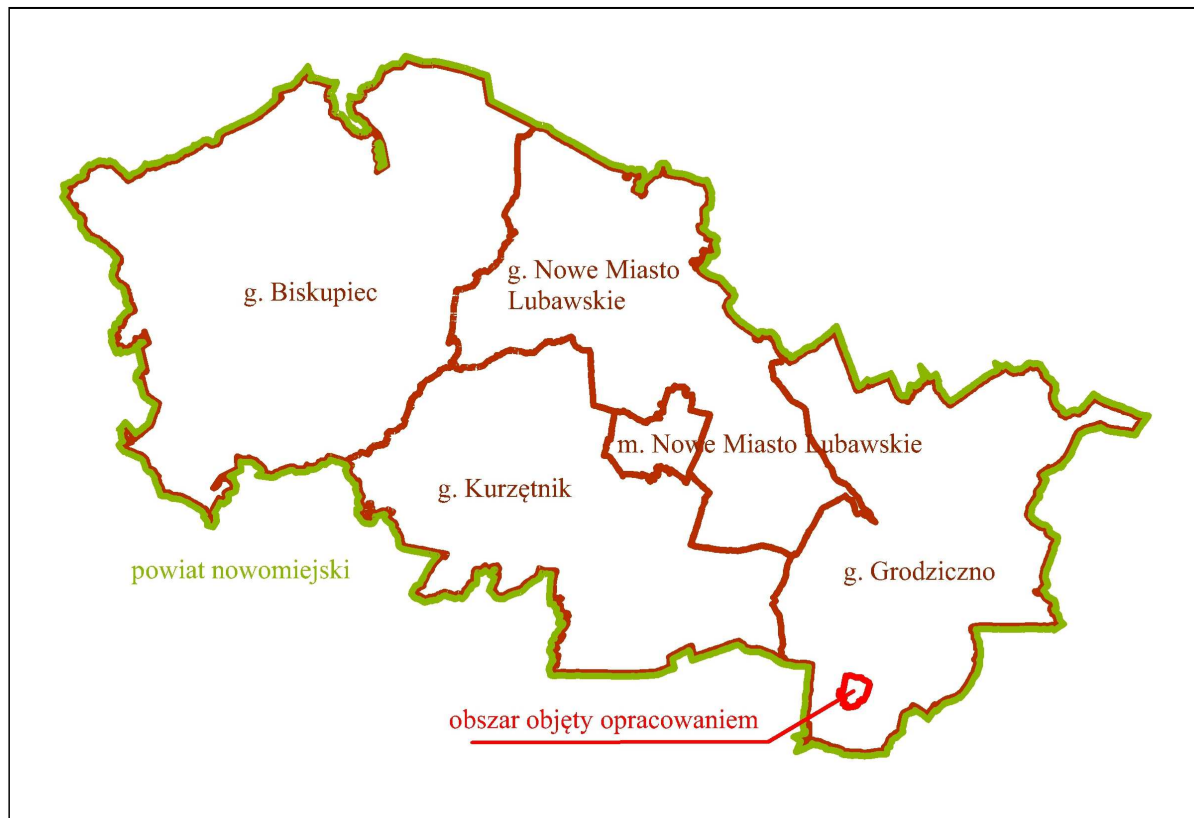 g. Nowe Miasto
Lubawskie
g. Biskupiec
m. Nowe Miasto Lubawskie
g. Kurzętnik
powiat nowomiejski
g. Grodziczno
obszar objęty opracowaniem